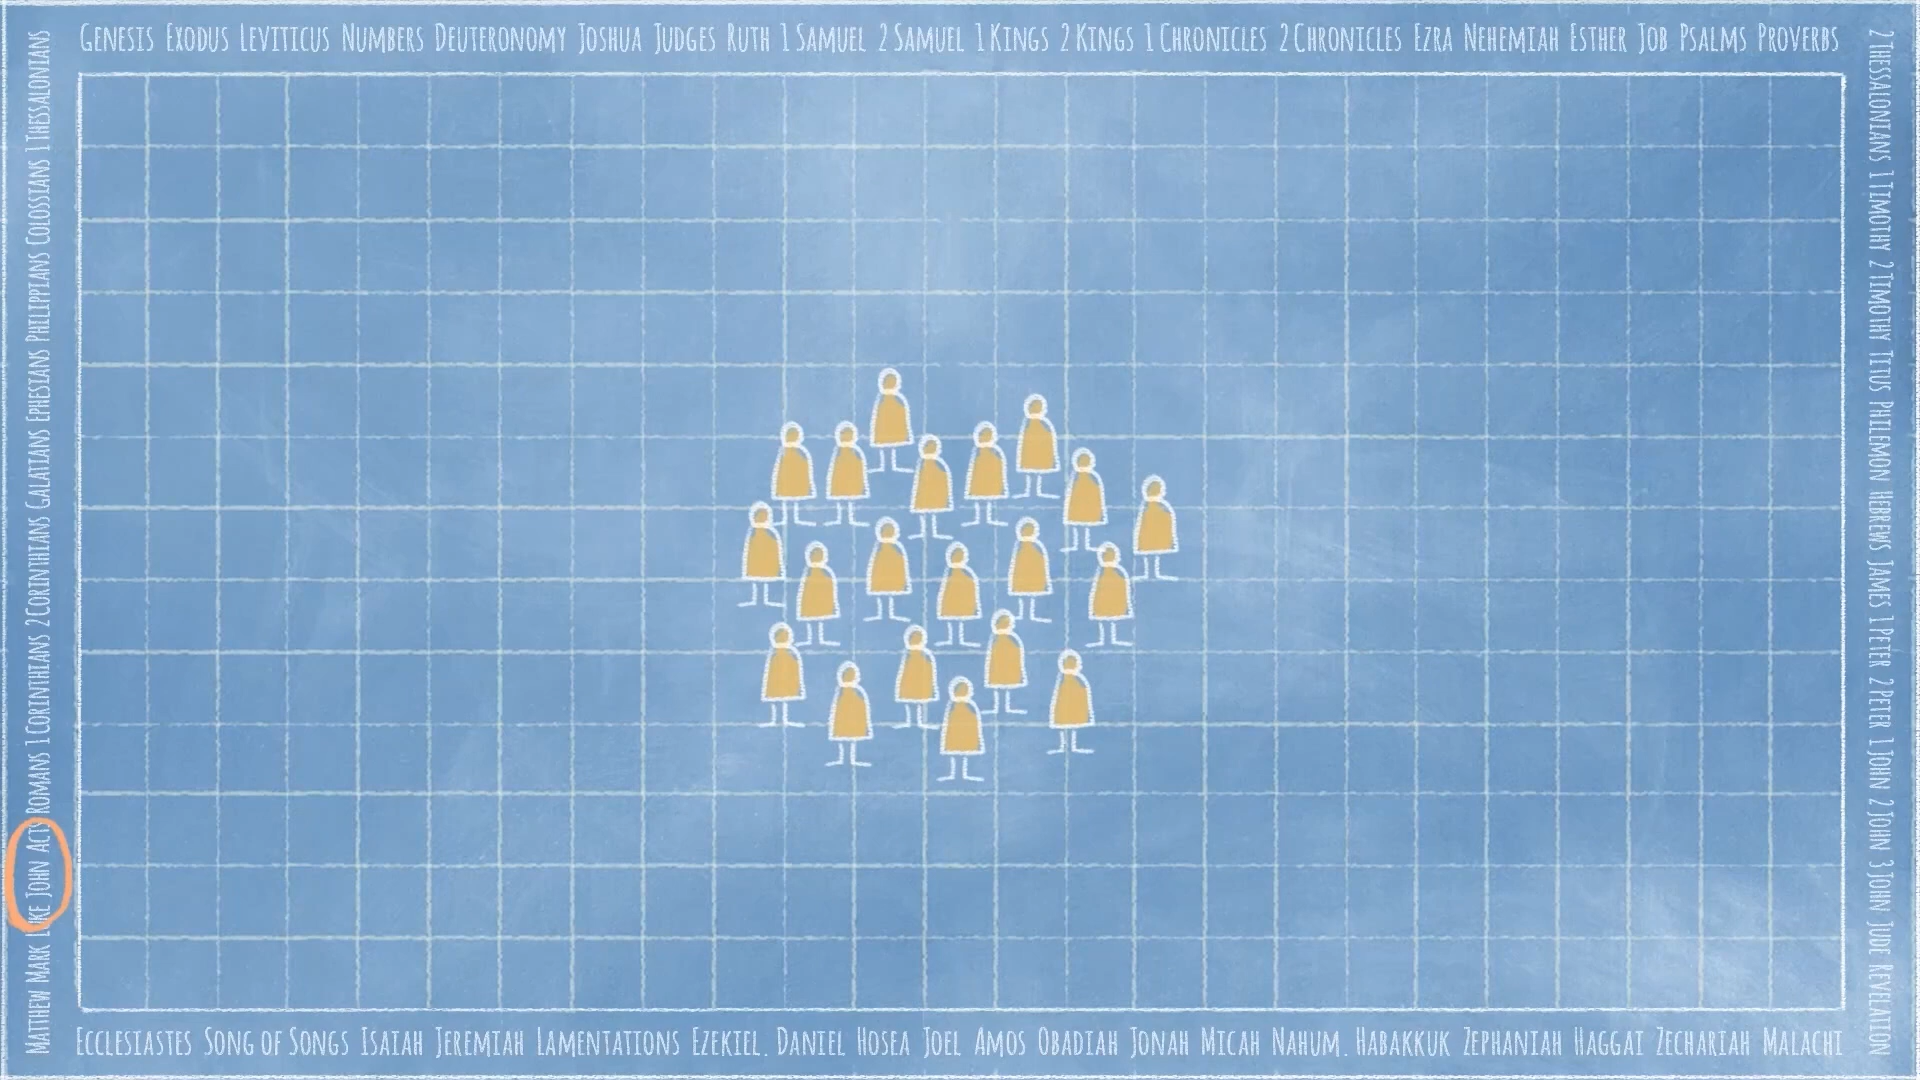 GENESIS EXODUS LEVITICUS NUMBERS DEUTERONOMY JOSHUA JUDGES RUTH 1 SAMUEL 2 SAMUEL 1 KINGS 2 KINGS 1 CHRONICLES 2 CHRONICLES EZRA NEHEMIAH ESTHER JOB PSALMS PROVERBS
ECCLESIASTES SONG OF SONGS ISAIAH JEREMIAH LAMENTATIONS EZEKIEL. DANIEL HOSEA JOEL AMOS OBADIAH JONAH MICAH NAHUM. HABAKKUK ZEPHANIAH HAGGAI ZECHARIAH MALACHI
MATTHEW MARK LUKE JOHN ACTS ROMANS 1 CORINTHIANS 2 CORINTHIANS GALATIANS EPHESIANS PHILIPPIANS COLOSSIANS 1 THESSALONIANS
2 THESSALONIANS 1 TIMOTHY 2 TIMOTHY TITUS PHILEMON HEBREWS JAMES 1 PETER 2 PETER 1 JOHN 2 JOHN 3 JOHN JUDE REVELATION